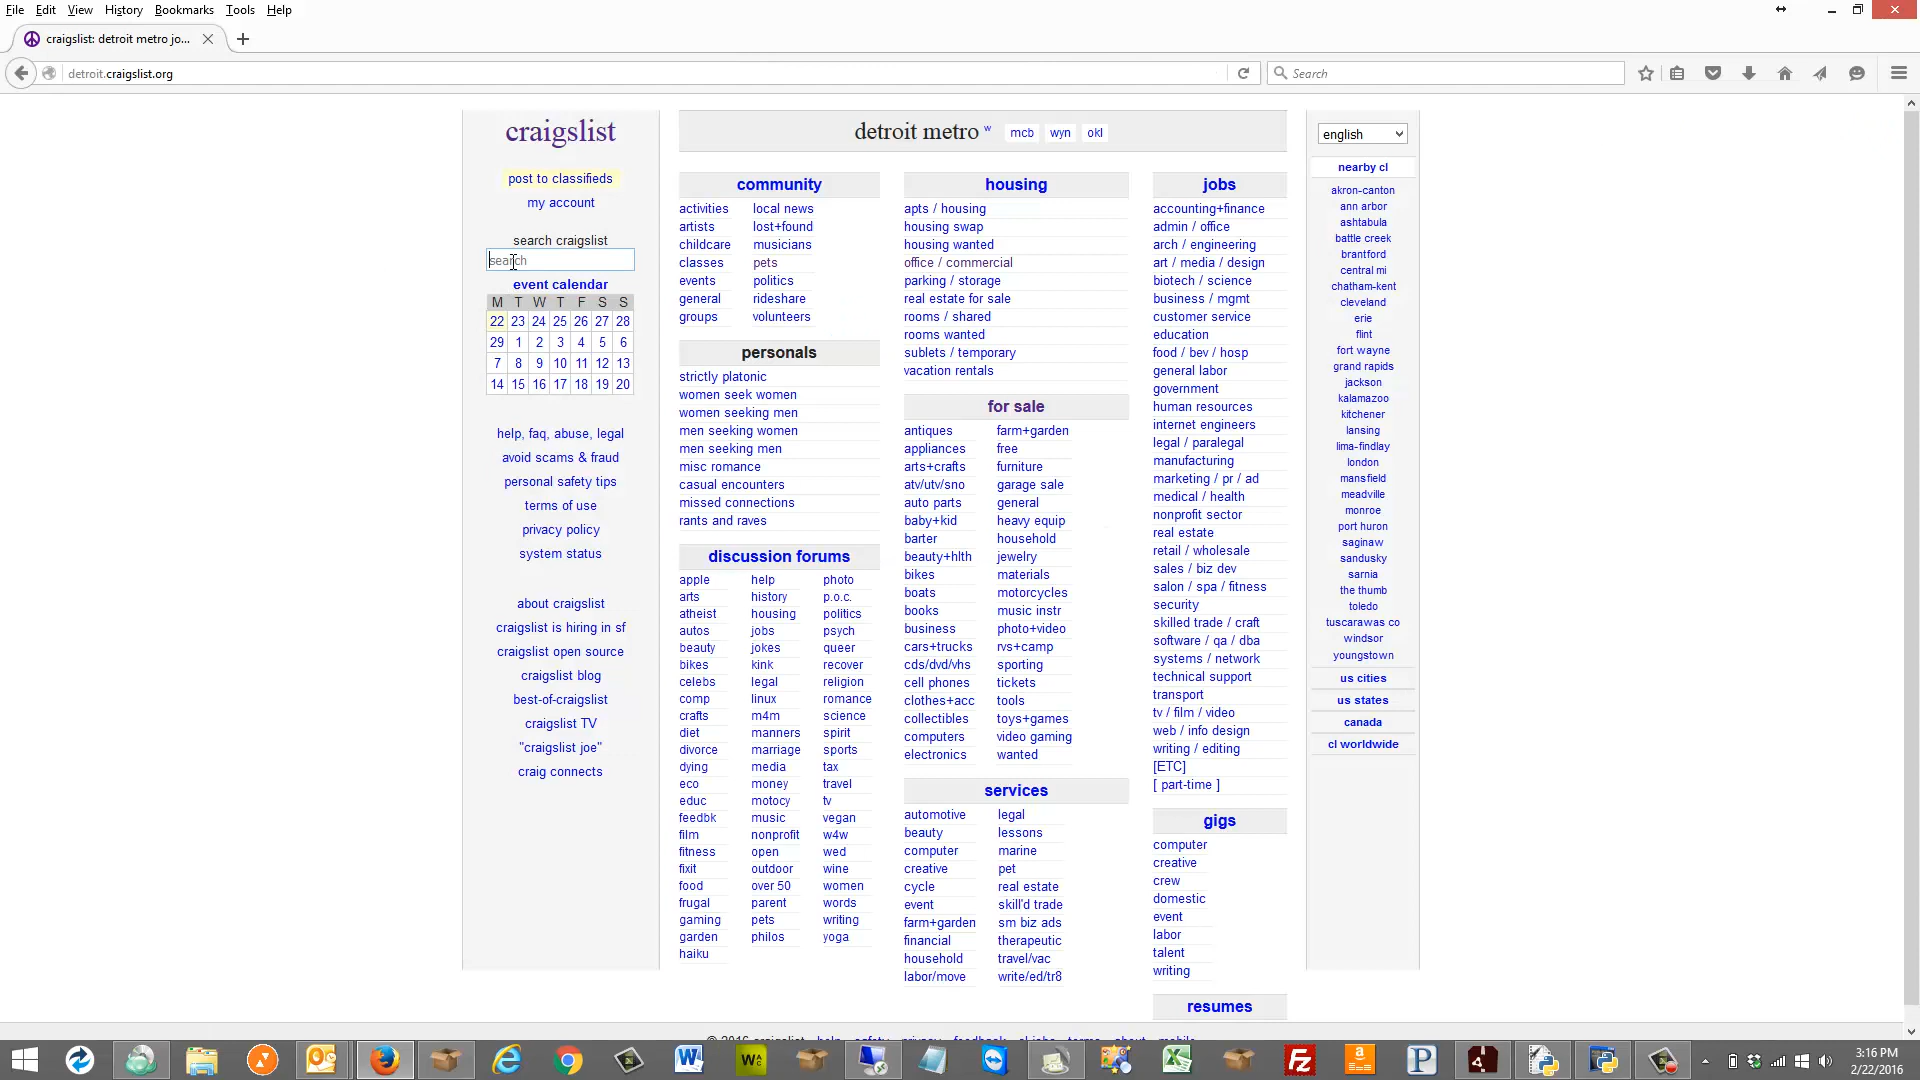 File Edit View History Bookmarks Tools Help
craigslist: detroit metro jo...
detroit.craigslist.org
Search
craigslist
post to classifieds
my account
search craigslist
search
event calendar
M T W T F S S
22 23 24 25 26 27 28
29 1 2 3 4 5 6
7 8 9 10 11 12 13
14 15 16 17 18 19 20
help, faq, abuse, legal
avoid scams & fraud
personal safety tips
terms of use
privacy policy
system status
about craigslist
craigslist is hiring in sf
craigslist open source
craigslist blog
best-of-craigslist
craigslist TV
"craigslist joe"
craig connects
detroit metro w mcb wyn okl
community
activities local news
artists lost+found
childcare musicians
classes pets
events politics
general rideshare
groups volunteers
personals
strictly platonic
women seek women
women seeking men
men seeking women
men seeking men
misc romance
casual encounters
missed connections
rants and raves
discussion forums
apple help photo
arts history p.o.c.
atheist housing politics
autos jobs psych
beauty jokes queer
bikes kink recover
celebs legal religion
comp linux romance
crafts m4m science
diet manners spirit
divorce marriage sports
dying media tax
eco money travel
educ motocy tv
feedbk music vegan
film nonprofit w4w
fitness open wed
fixit outdoor wine
food over 50 women
frugal parent words
gaming pets writing
garden philos yoga
haiku
housing
apts / housing
housing swap
housing wanted
office / commercial
parking / storage
real estate for sale
rooms / shared
rooms wanted
sublets / temporary
vacation rentals
for sale
antiques farm+garden
appliances free
arts+crafts furniture
atv/utv/sno garage sale
auto parts general
baby+kid heavy equip
barter household
beauty+hlth jewelry
bikes materials
boats motorcycles
books music instr
business photo+video
cars+trucks rvs+camp
cds/dvd/vhs sporting
cell phones tickets
clothes+acc tools
collectibles toys+games
computers video gaming
electronics wanted
services
automotive legal
beauty lessons
computer marine
creative pet
cycle real estate
event skill'd trade
farm+garden sm biz ads
financial therapeutic
household travel/vac
labor/move write/ed/tr8
jobs
accounting+finance
admin / office
arch / engineering
art / media / design
biotech / science
business / mgmt
customer service
education
food / bev / hosp
general labor
government
human resources
internet engineers
legal / paralegal
manufacturing
marketing / pr / ad
medical / health
nonprofit sector
real estate
retail / wholesale
sales / biz dev
salon / spa / fitness
security
skilled trade / craft
software / qa / dba
systems / network
technical support
transport
tv / film / video
web / info design
writing / editing
[ETC]
[ part-time ]
gigs
computer
creative
crew
domestic
event
labor
talent
writing
resumes
english
nearby cl
akron-canton
ann arbor
ashtabula
battle creek
brantford
central mi
chatham-kent
cleveland
erie
flint
fort wayne
grand rapids
jackson
kalamazoo
kitchener
lansing
lima-findlay
london
mansfield
meadville
monroe
port huron
saginaw
sandusky
sarnia
the thumb
toledo
tuscarawas co
windsor
youngstown
us cities
us states
canada
cl worldwide
© 2016 craigslist help safety privacy feedback cl jobs terms about mobile
3:16 PM
2/22/2016